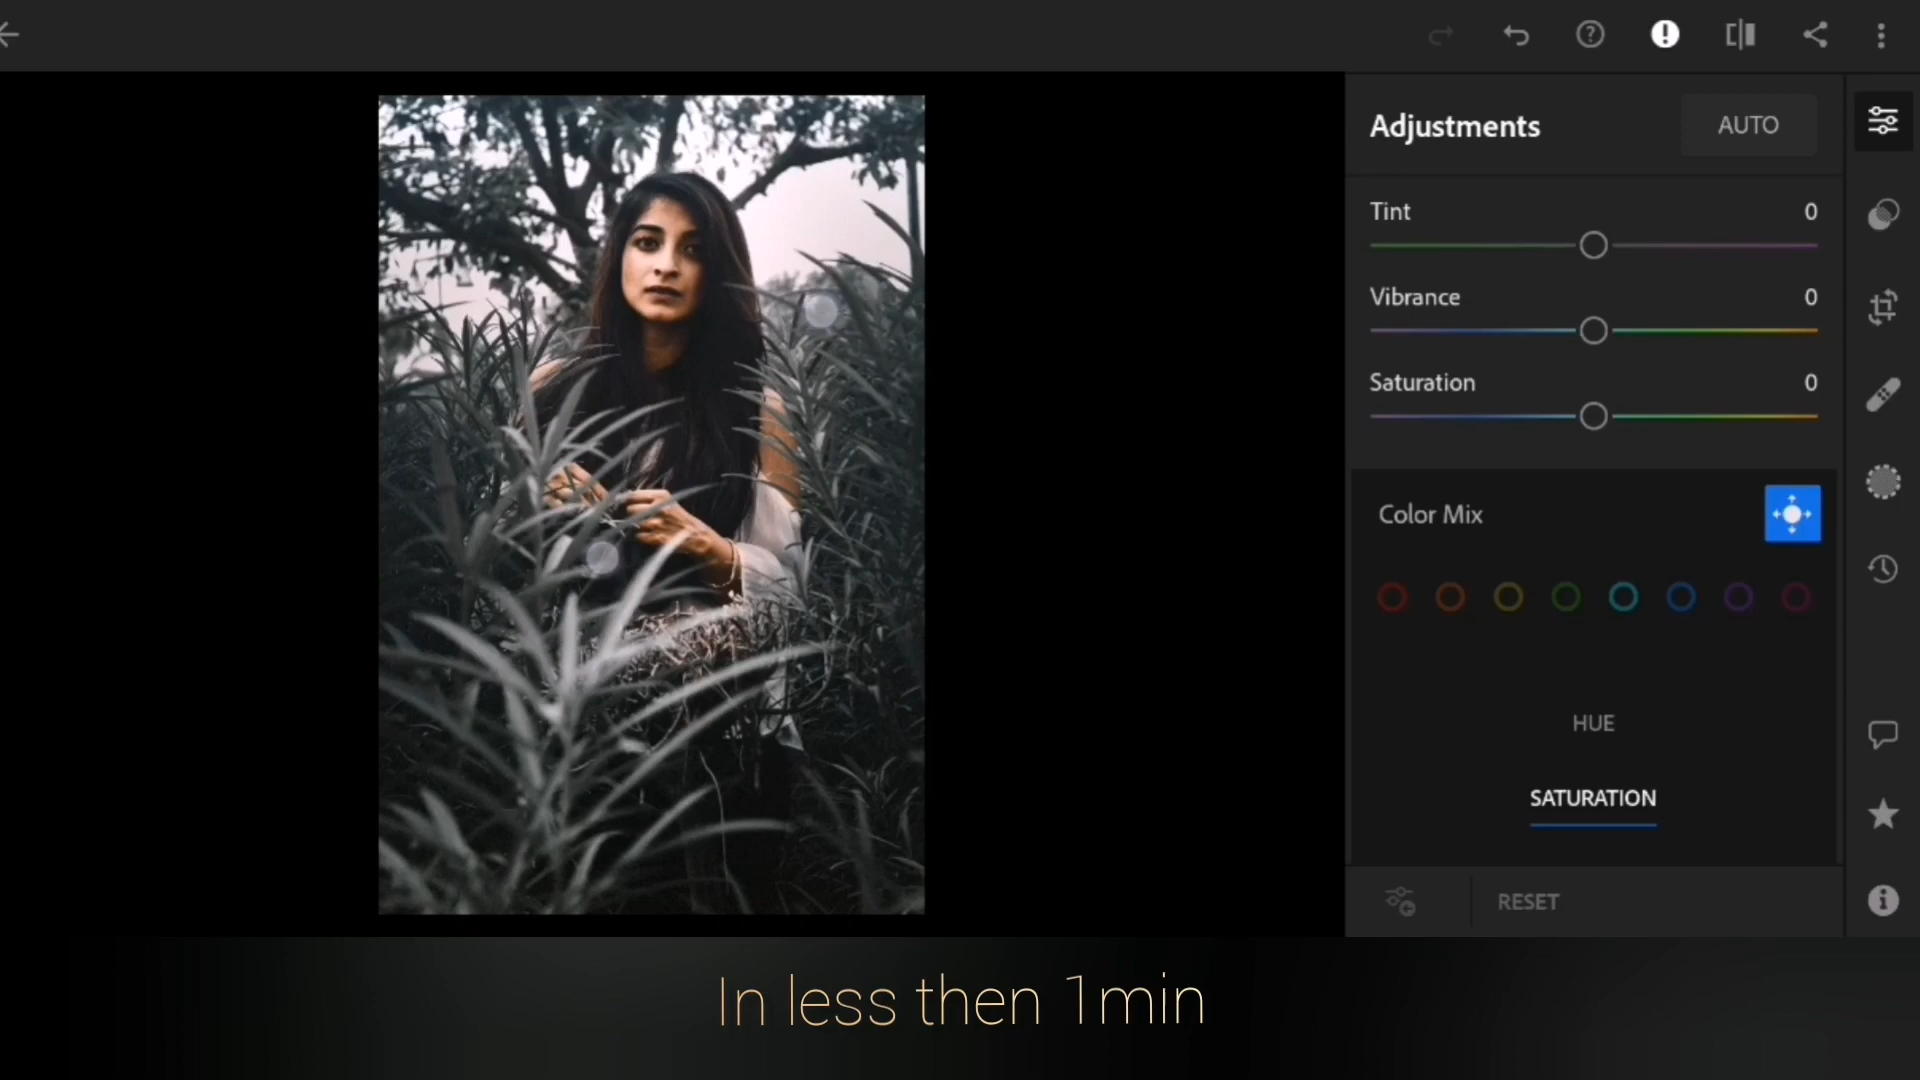 Adjustments
AUTO
Tint 0
Vibrance 0
Saturation 0
Color Mix
HUE
SATURATION
RESET
In less then 1min